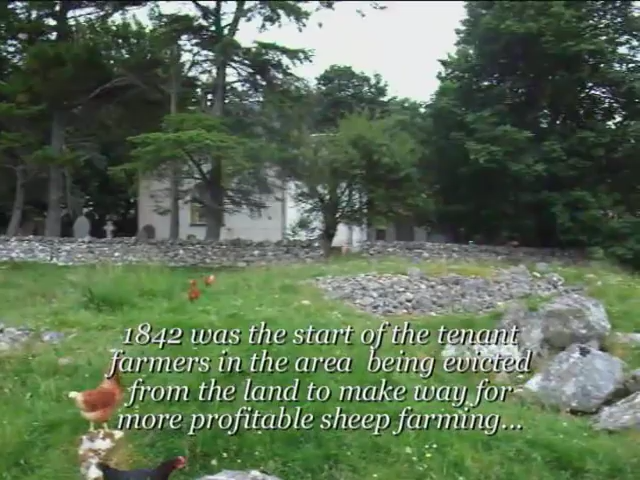 1842 was the start of the tenant
farmers in the area being evicted
from the land to make way for
more profitable sheep farming...